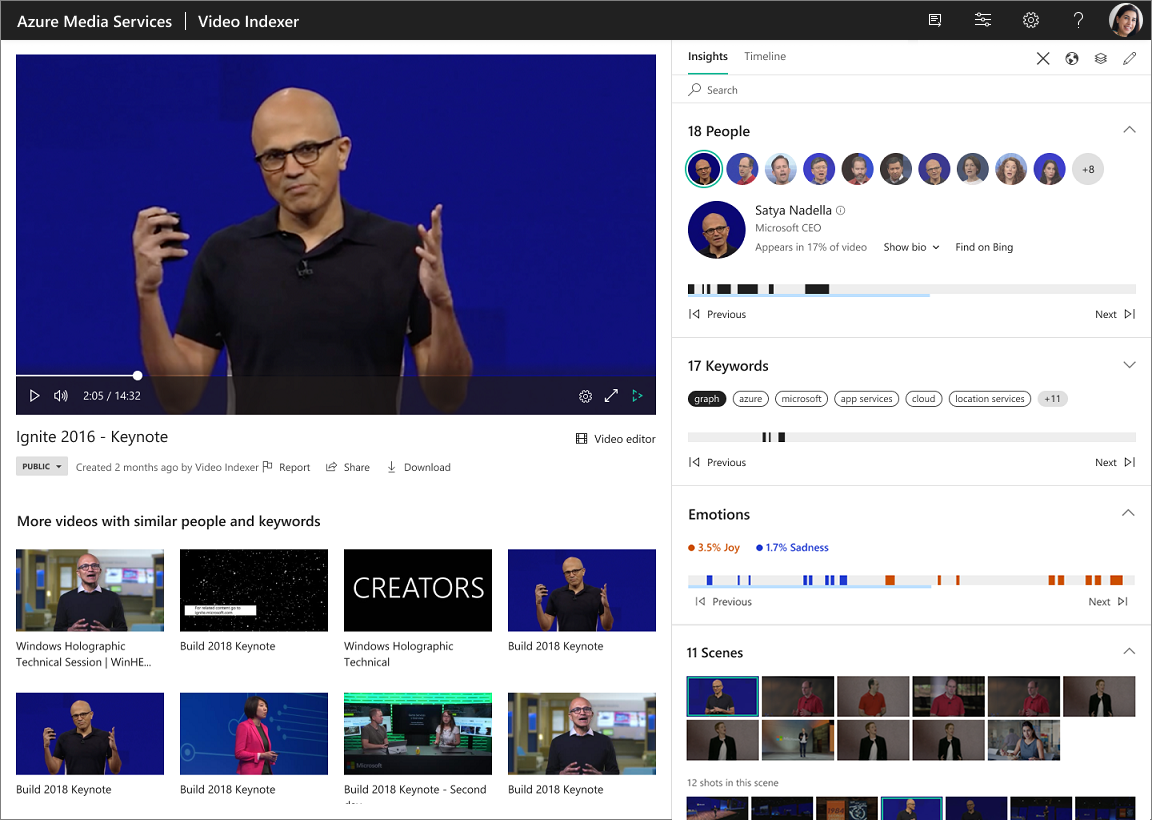 Azure Media Services | Video Indexer
Insights
Timeline
Search
18 People
+8
Satya Nadella
Microsoft CEO
Appears in 17% of video
Show bio
Find on Bing
Previous
Next
17 Keywords
graph
azure
microsoft
app services
cloud
location services
+11
Previous
Next
Emotions
3.5% Joy
1.7% Sadness
Previous
Next
11 Scenes
12 shots in this scene
2:05 / 14:32
Ignite 2016 - Keynote
Video editor
PUBLIC
Created 2 months ago by Video Indexer
Report
Share
Download
More videos with similar people and keywords
For related content go to
ignite.microsoft.com.
CREATORS
Windows Holographic
Technical Session | WinHE...
Build 2018 Keynote
Windows Holographic
Technical
Build 2018 Keynote
Microsoft
Build 2018 Keynote
Build 2018 Keynote
Build 2018 Keynote - Second
Build 2018 Keynote